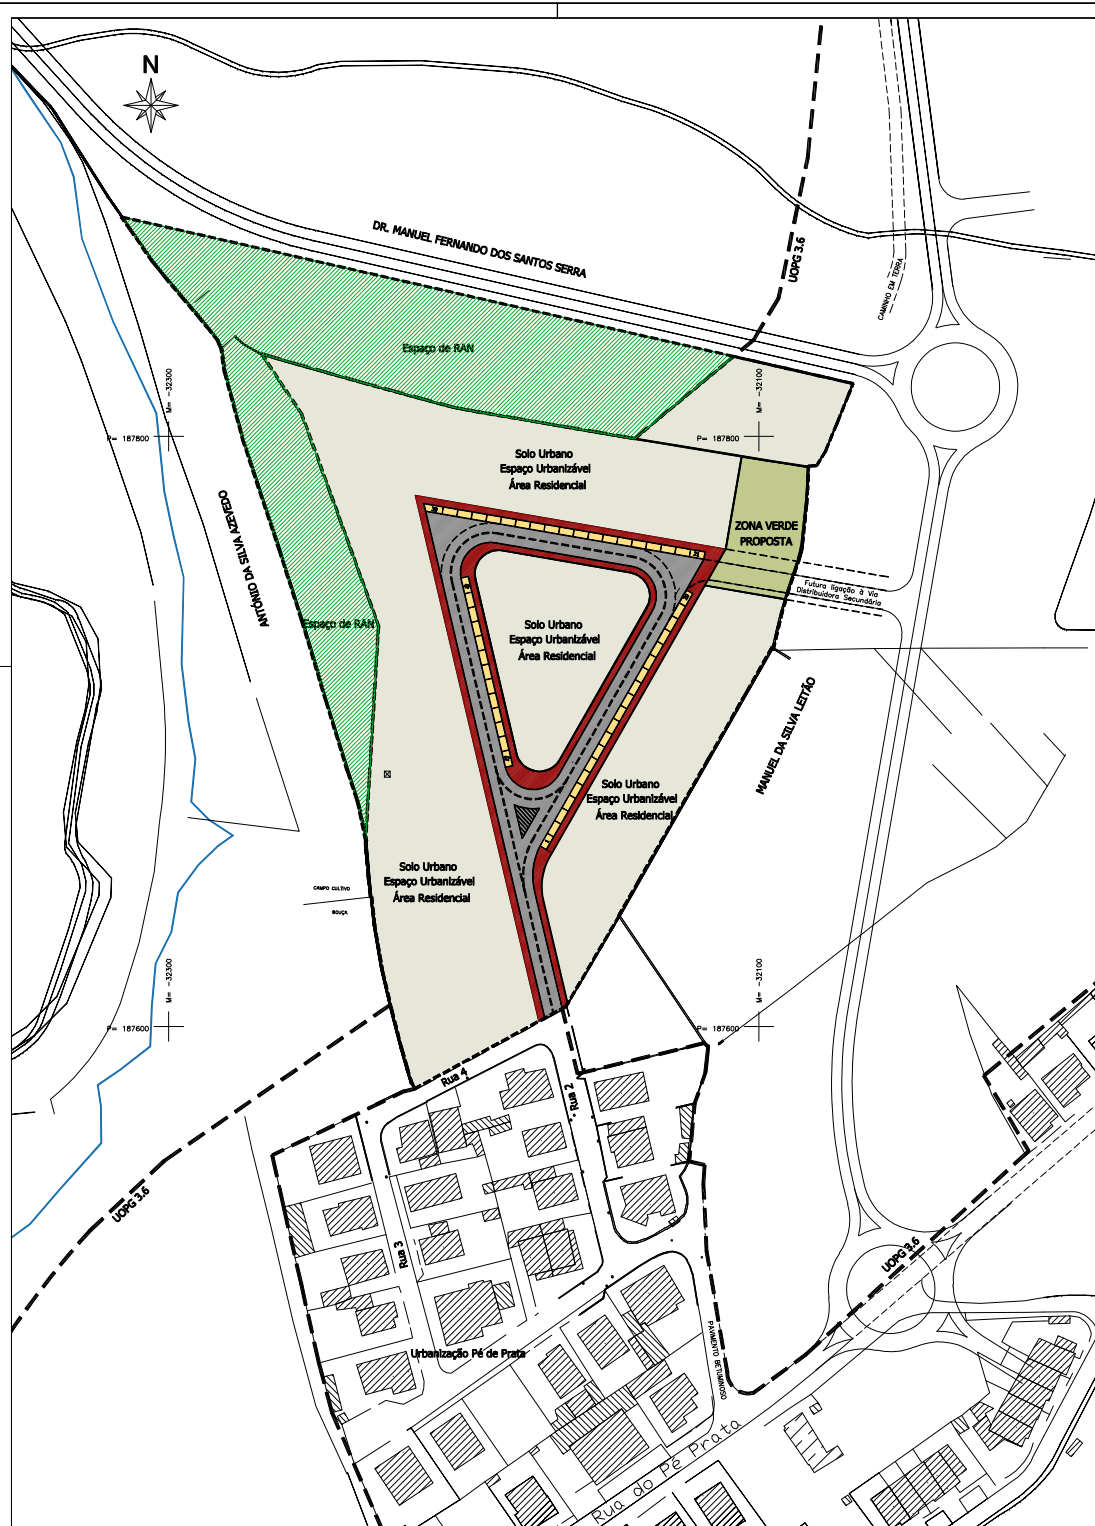 N
DR. MANUEL FERNANDO DOS SANTOS SERRA
UOPG 3.6
CAMINHO EM TERRA
Espaço de RAN
M= -32300
P= 187800
M= -32100
P= 187800
Solo Urbano
Espaço Urbanizável
Área Residencial
ANTÓNIO DA SILVA AZEVEDO
ZONA VERDE
PROPOSTA
Futura ligação à Via
Distribuidora Secundária
Espaço de RAN
Solo Urbano
Espaço Urbanizável
Área Residencial
MANUEL DA SILVA LEITÃO
Solo Urbano
Espaço Urbanizável
Área Residencial
Solo Urbano
Espaço Urbanizável
Área Residencial
CAMPO CULTIVO
BOUÇA
M= -32300
P= 187600
M= -32100
P= 187600
Rua 4
Rua 2
UOPG 3.6
Rua 3
UOPG 3.6
Urbanização Pé de Prata
PAVIMENTO BETUMINOSO
Rua do Pé Prata